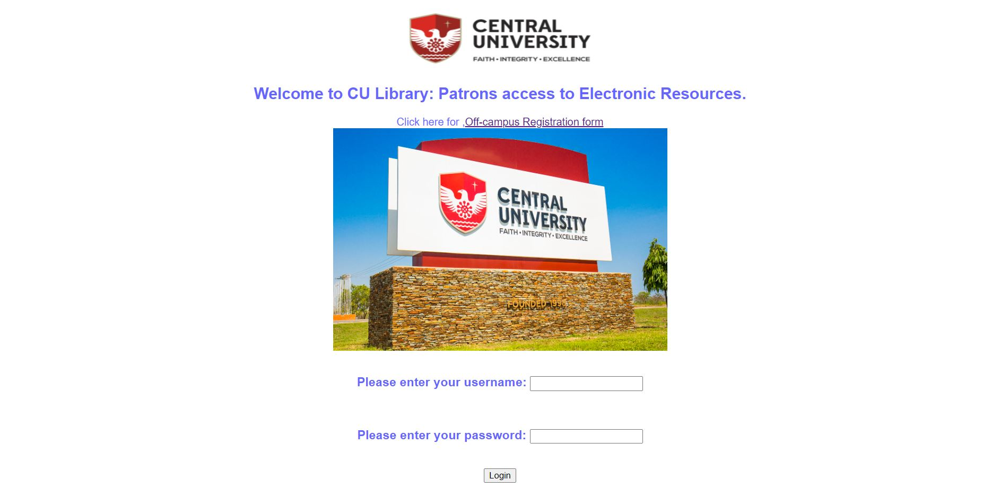 CENTRAL
UNIVERSITY
FAITH • INTEGRITY • EXCELLENCE
Welcome to CU Library: Patrons access to Electronic Resources.
Click here for ,Off-campus Registration form
CENTRAL
UNIVERSITY
FAITH • INTEGRITY • EXCELLENCE
FOUNDED 1998
Please enter your username:
Please enter your password:
Login